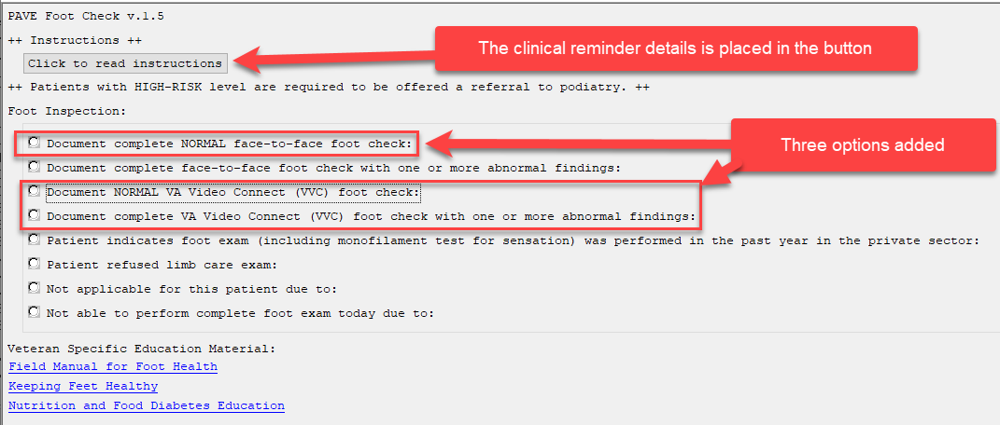 PAVE Foot Check v.1.5
++ Instructions ++
The clinical reminder details is placed in the button
Click to read instructions
++ Patients with HIGH-RISK level are required to be offered a referral to podiatry. ++
Foot Inspection:
Document complete NORMAL face-to-face foot check:
Three options added
Document complete face-to-face foot check with one or more abnormal findings:
Document NORMAL VA Video Connect (VVC) foot check:
Document complete VA Video Connect (VVC) foot check with one or more abnormal findings:
Patient indicates foot exam (including monofilament test for sensation) was performed in the past year in the private sector:
Patient refused limb care exam:
Not applicable for this patient due to:
Not able to perform complete foot exam today due to:
Veteran Specific Education Material:
Field Manual for Foot Health
Keeping Feet Healthy
Nutrition and Food Diabetes Education